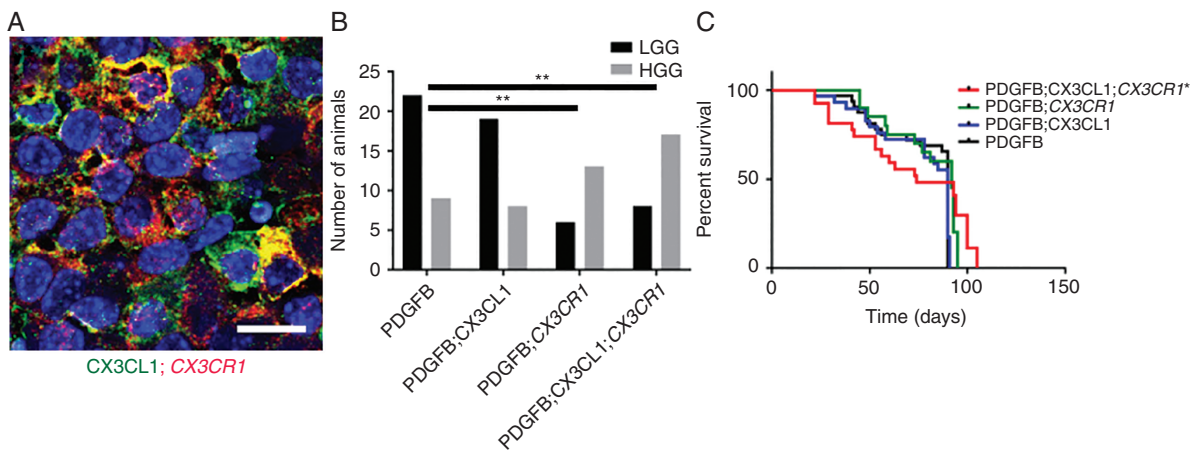 A
CX3CL1; CX3CR1
B
LGG
HGG
**
**
Number of animals
25
20
15
10
5
0
PDGFB
PDGFB;CX3CL1
PDGFB;CX3CR1
PDGFB;CX3CL1;CX3CR1
C
Percent survival
100
50
0
0
50
100
150
Time (days)
PDGFB;CX3CL1;CX3CR1*
PDGFB;CX3CR1
PDGFB;CX3CL1
PDGFB